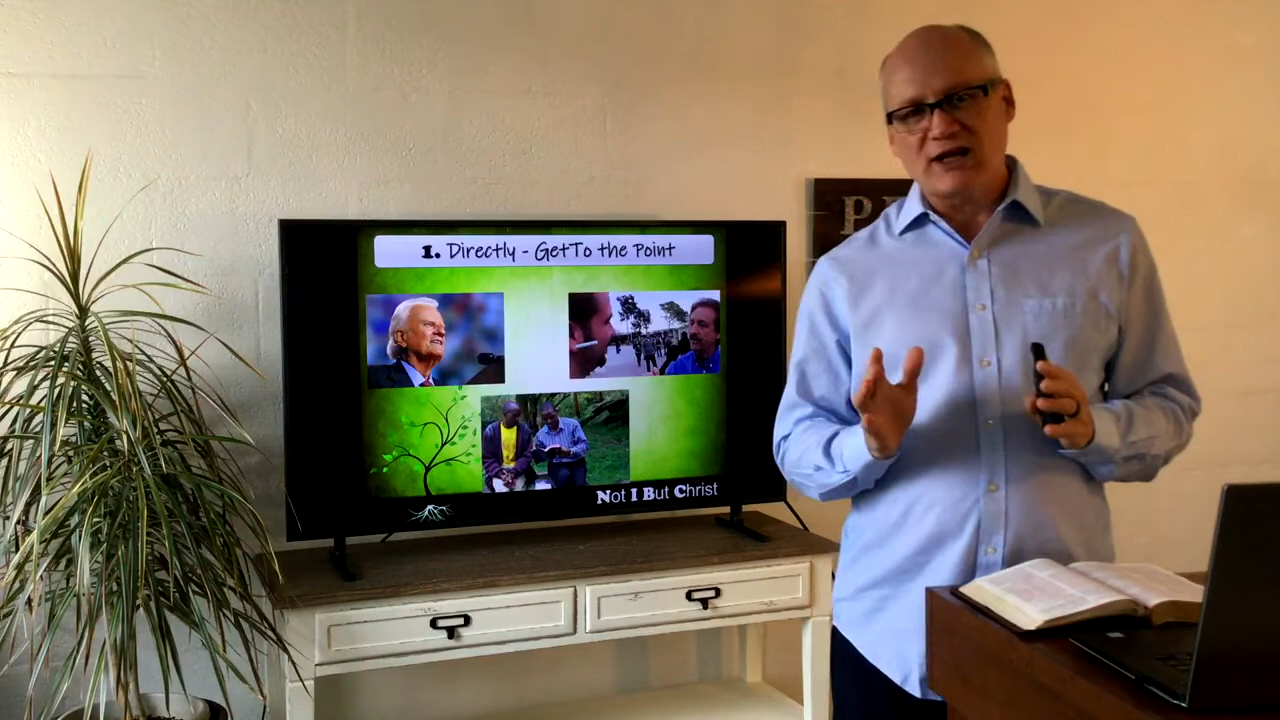 1. Directly - Get To the Point
Not I But Christ